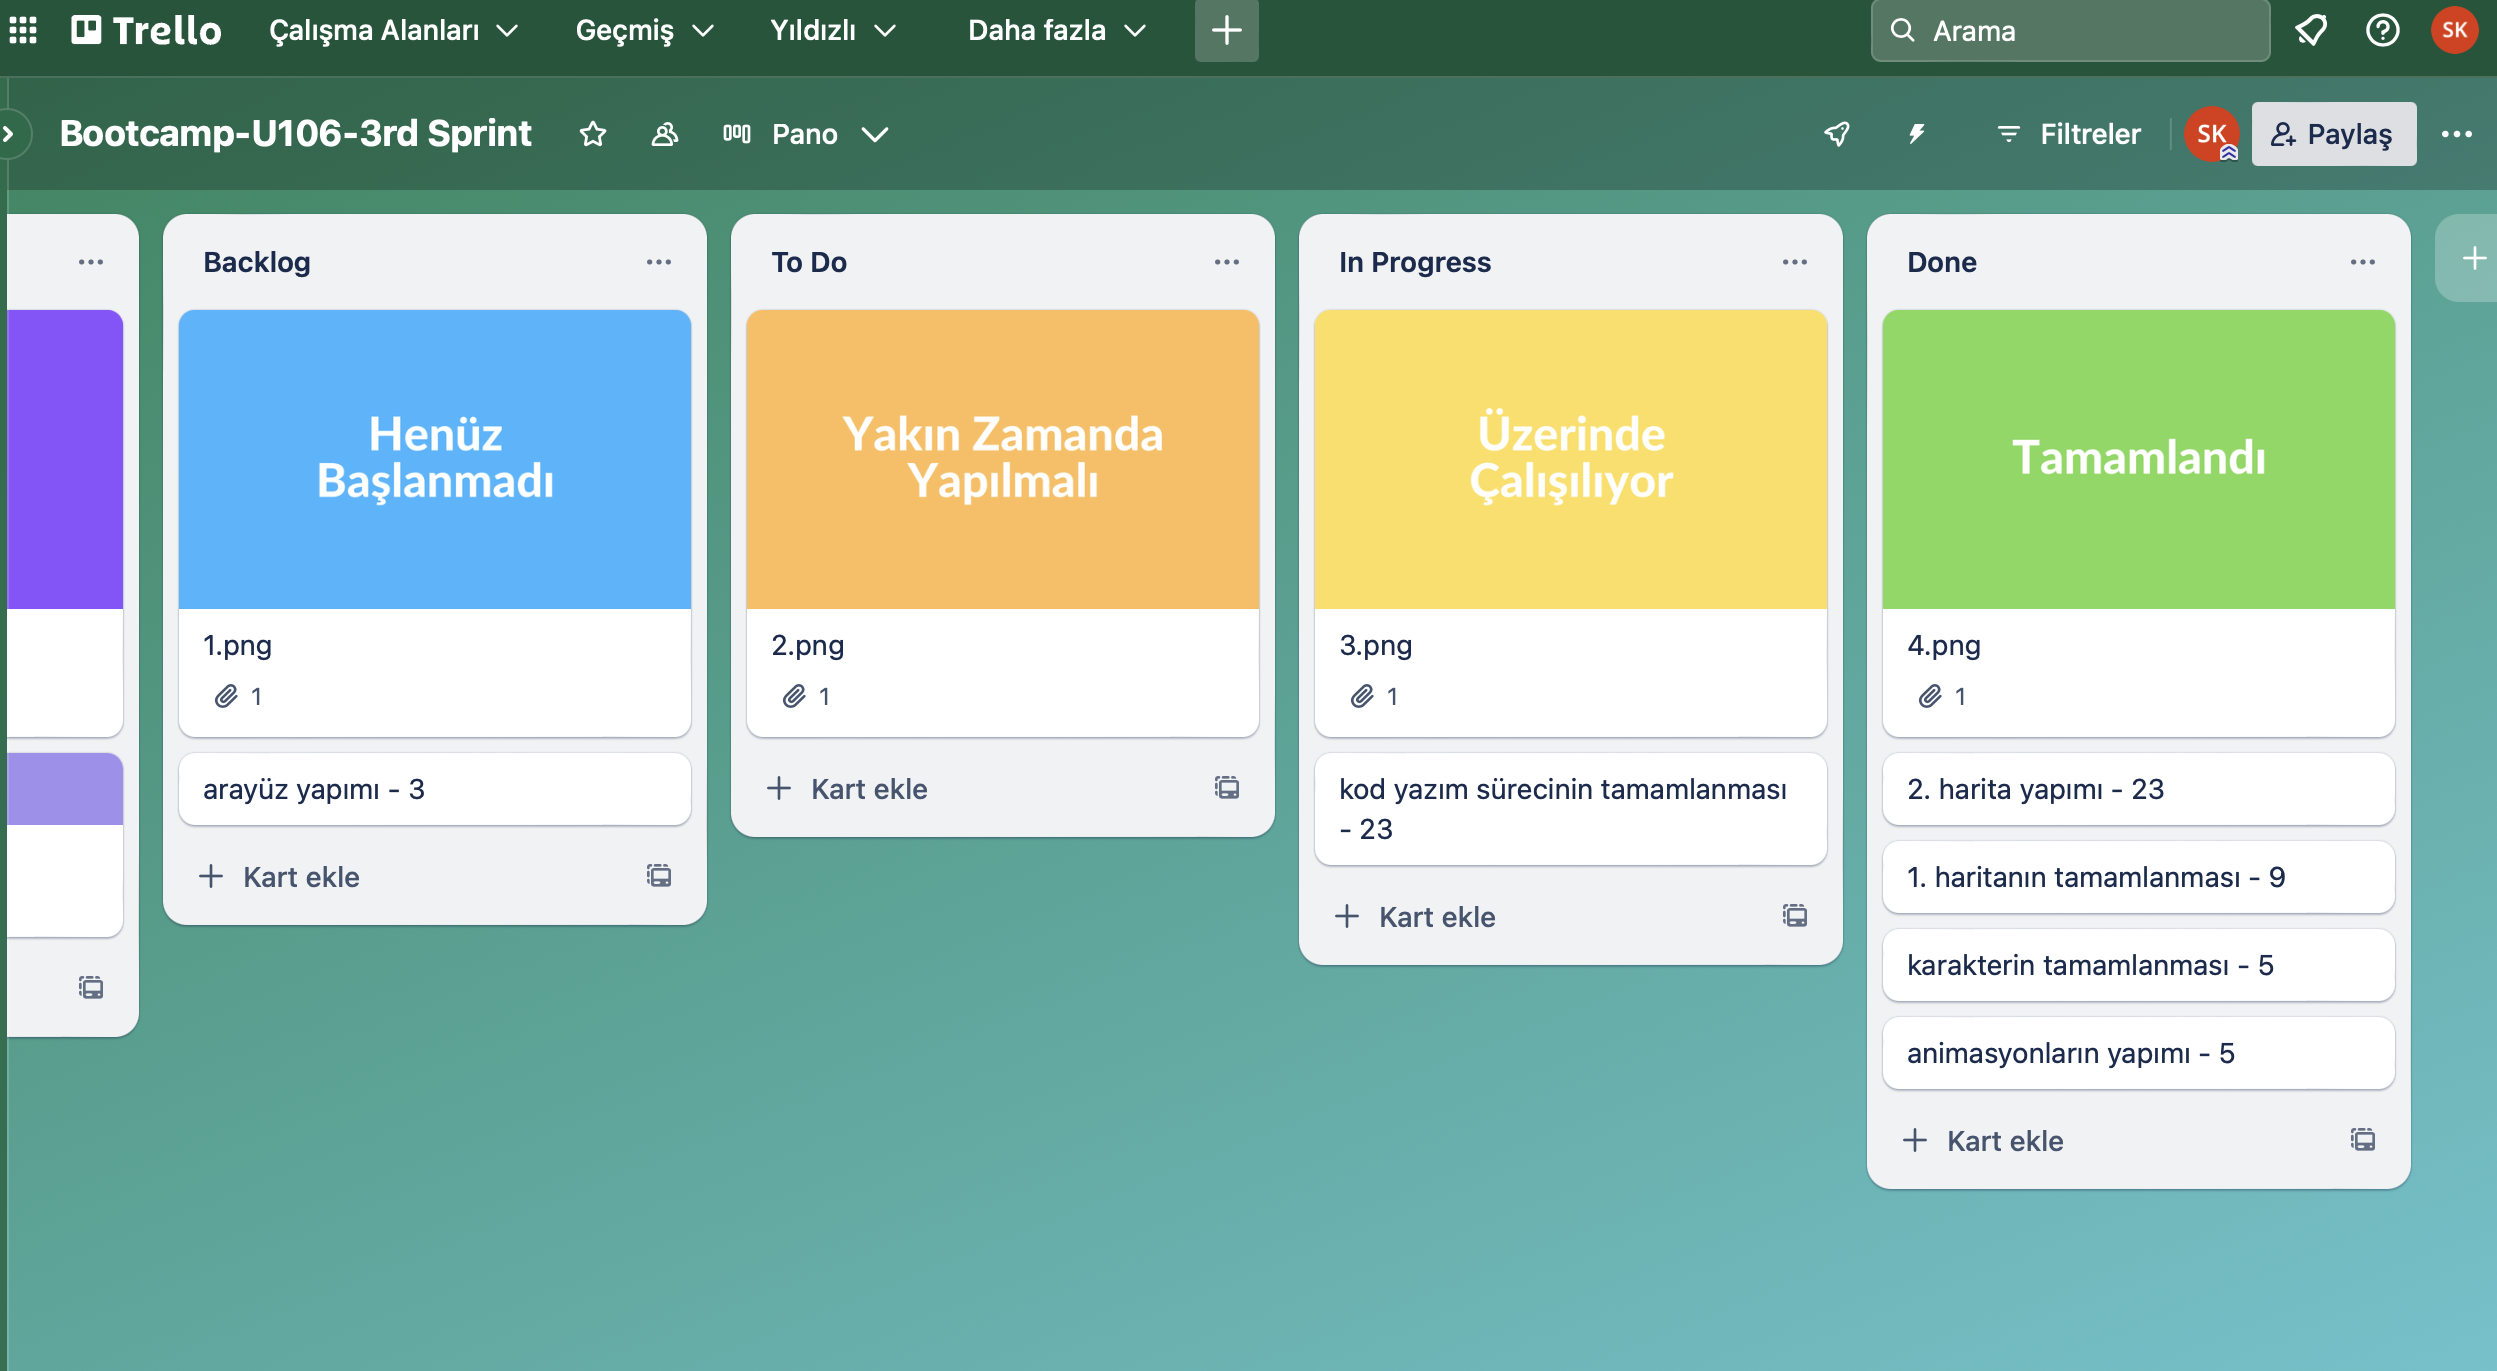 Trello
Çalışma Alanları
Geçmiş
Yıldızlı
Daha fazla
Arama
SK
Bootcamp-U106-3rd Sprint
Pano
Filtreler
SK
Paylaş
Backlog
Henüz
Başlanmadı
1.png
1
arayüz yapımı - 3
Kart ekle
To Do
Yakın Zamanda
Yapılmalı
2.png
1
Kart ekle
In Progress
Üzerinde
Çalışılıyor
3.png
1
kod yazım sürecinin tamamlanması
- 23
Kart ekle
Done
Tamamlandı
4.png
1
2. harita yapımı - 23
1. haritanın tamamlanması - 9
karakterin tamamlanması - 5
animasyonların yapımı - 5
Kart ekle